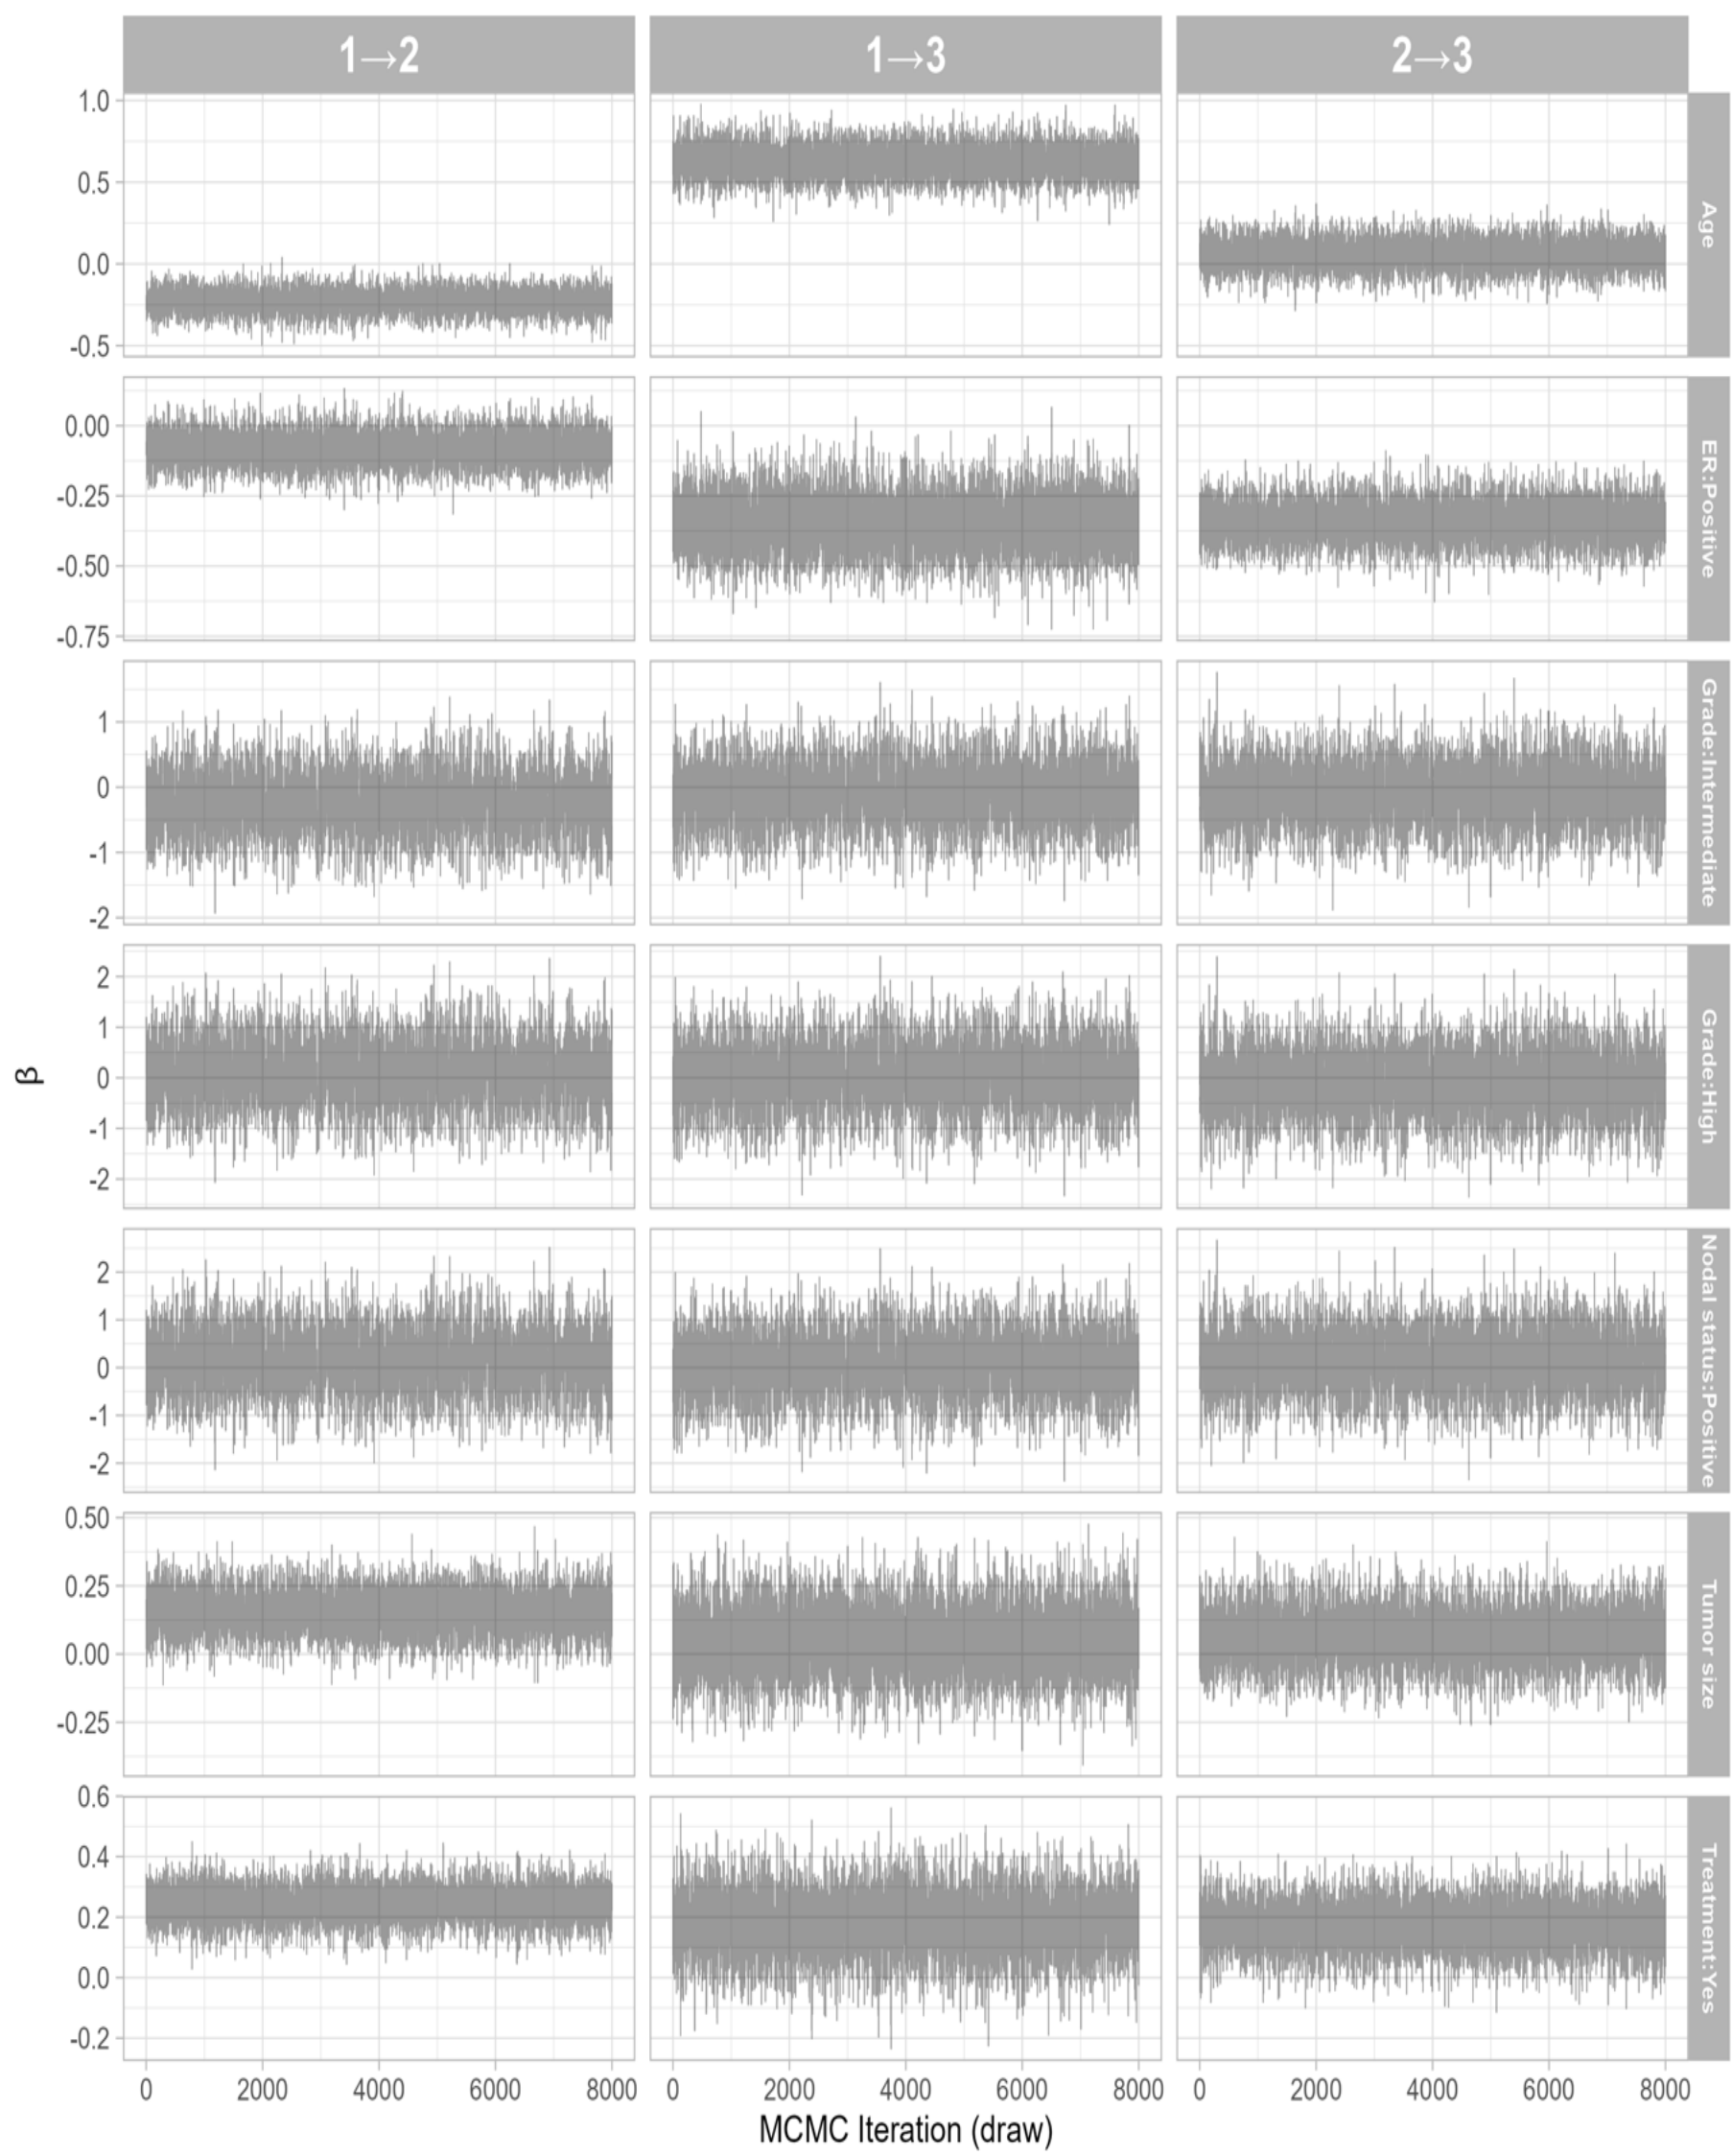 1→2
1→3
2→3
1.0
0.5
0.0
-0.5
Age
0.00
-0.25
-0.50
-0.75
ER:Positive
1
0
-1
-2
Grade:Intermediate
2
1
0
-1
-2
Grade:High
2
1
0
-1
-2
Nodal status:Positive
0.50
0.25
0.00
-0.25
Tumor size
0.6
0.4
0.2
0.0
-0.2
Treatment:Yes
β
0 2000 4000 6000 8000
0 2000 4000 6000 8000
0 2000 4000 6000 8000
MCMC Iteration (draw)